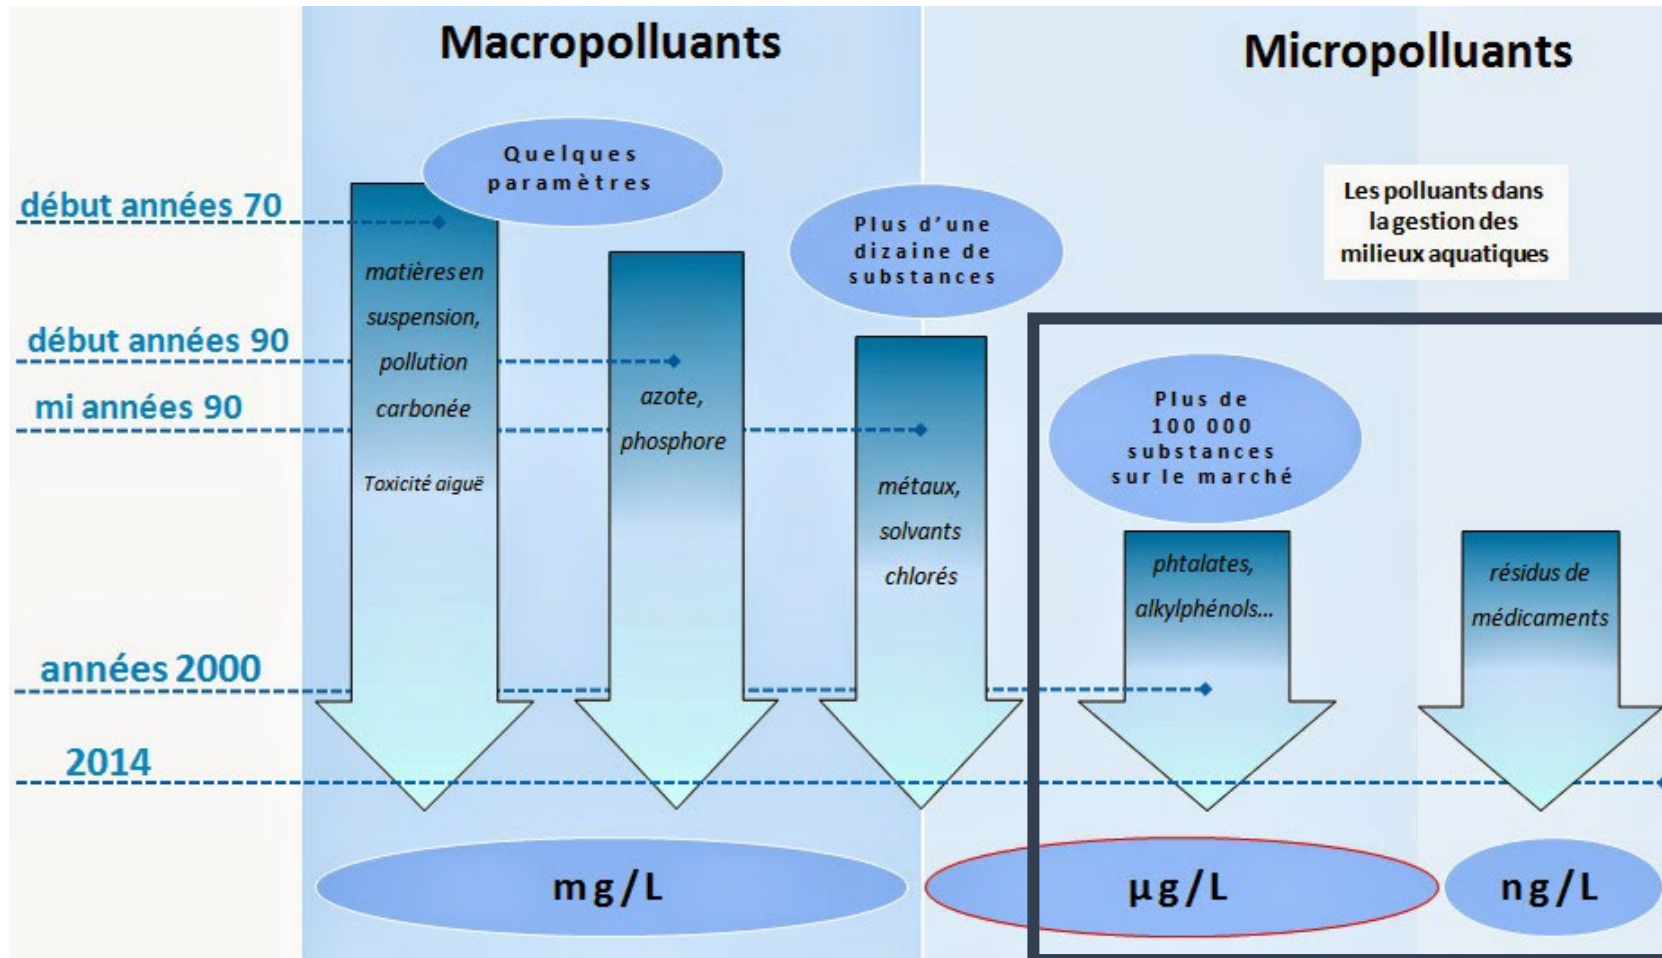 Macropolluants
Micropolluants
Quelques
paramètres
Plus d'une
dizaine de
substances
Les polluants dans
la gestion des
milieux aquatiques
début années 70
début années 90
mi années 90
années 2000
2014
matières en
suspension,
pollution
carbonée
Toxicité aiguë
azote,
phosphore
métaux,
solvants
chlorés
Plus de
100 000
substances
sur le marché
phtalates,
alkylphénols...
résidus de
médicaments
mg/L
µg/L
ng/L